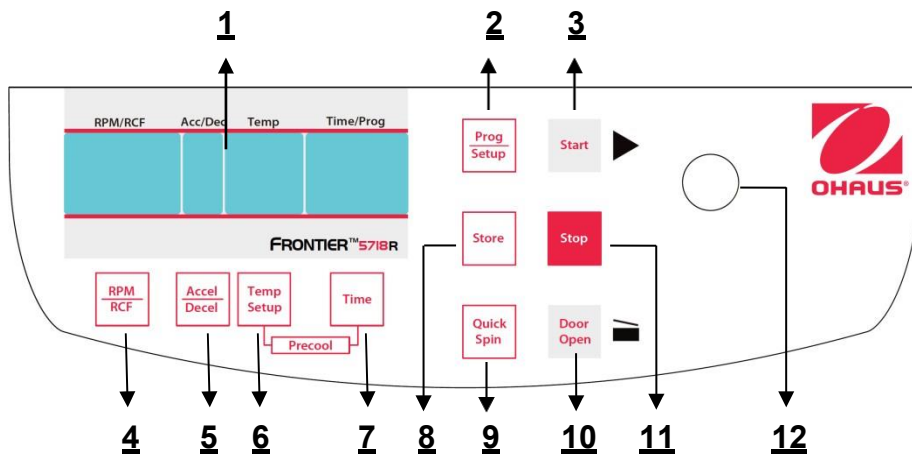 1 2 3
RPM/RCF Acc/Dec Temp Time/Prog
Prog
Setup
Start
OHAUS®
FRONTIER™5718R
Store
Stop
RPM
RCF
Accel
Decel
Temp
Setup
Time
Precool
Quick
Spin
Door
Open
4 5 6 7 8 9 10 11 12